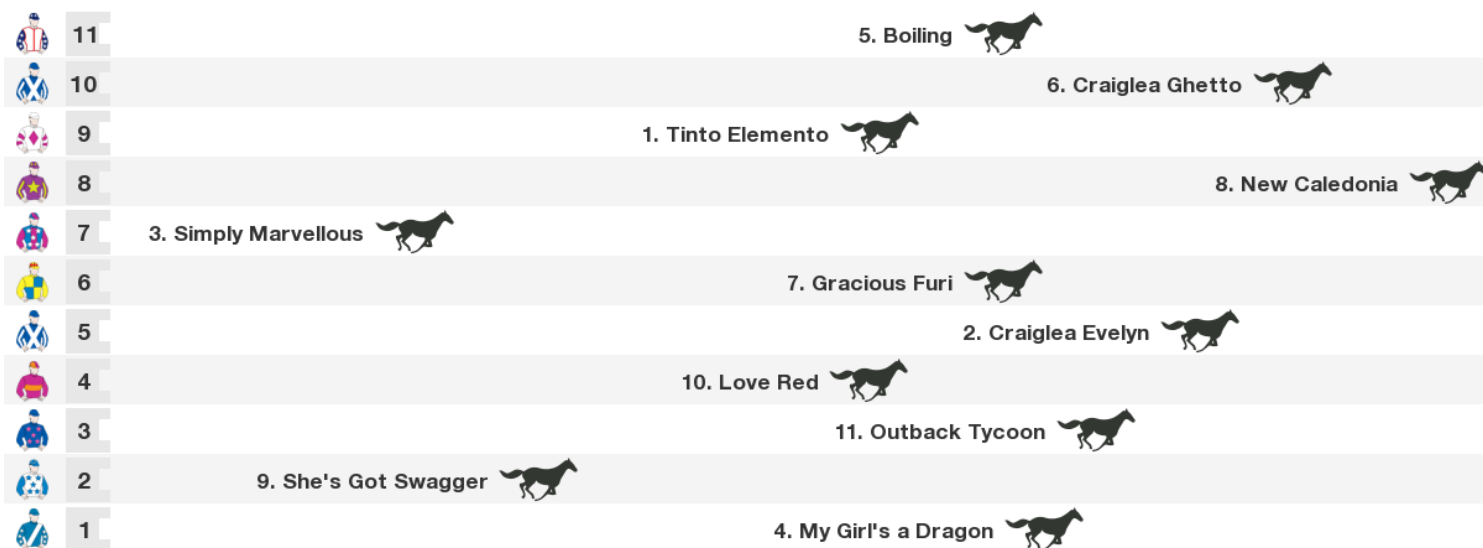 11 5. Boiling
10 6. Craiglea Ghetto
9 1. Tinto Elemento
8 8. New Caledonia
7 3. Simply Marvellous
6 7. Gracious Furi
5 2. Craiglea Evelyn
4 10. Love Red
3 11. Outback Tycoon
2 9. She's Got Swagger
1 4. My Girl's a Dragon